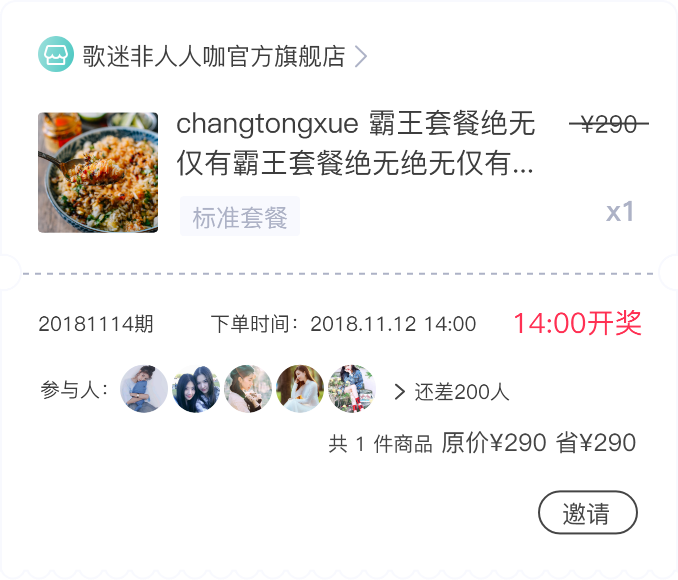 歌迷非人人咖官方旗舰店
changtongxue 霸王套餐绝无
¥290
仅有霸王套餐绝无绝无仅有...
标准套餐
x1
20181114期
下单时间：2018.11.12 14:00
14:00开奖
参与人：
还差200人
共 1 件商品 原价¥290 省¥290
邀请